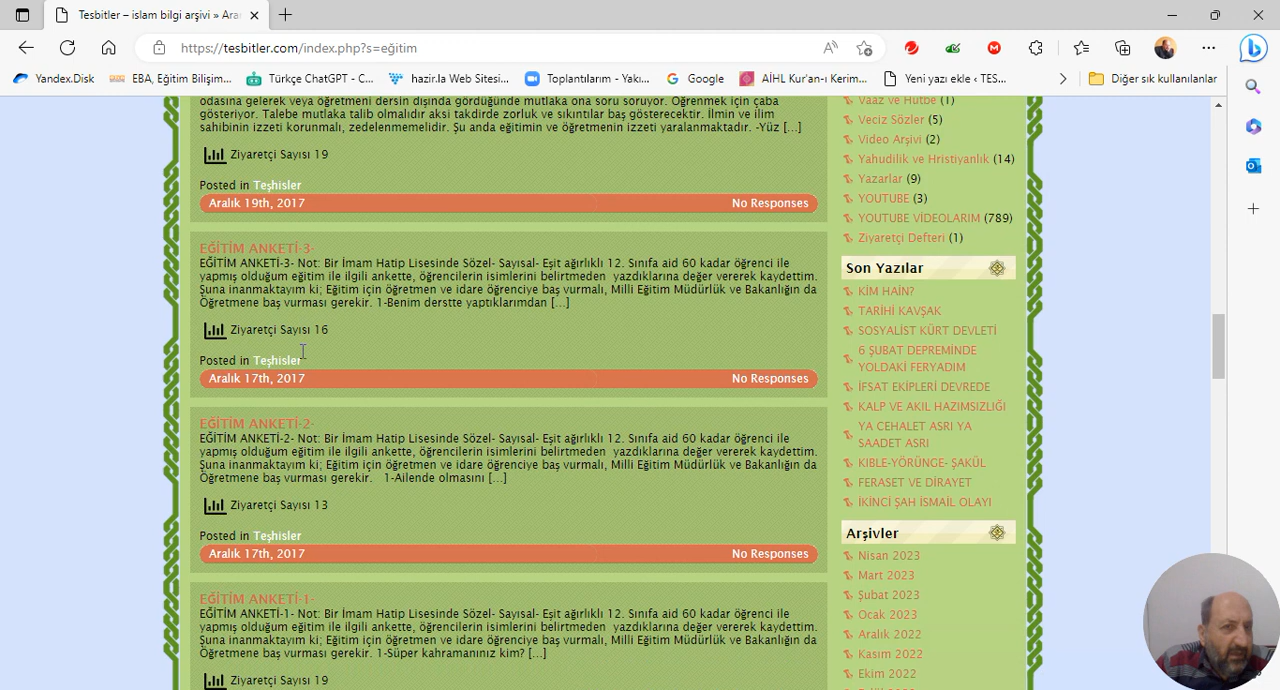 Tesbitler – islam bilgi arşivi » Ara
https://tesbitler.com/index.php?s=eğitim
Yandex.Disk
EBA, Eğitim Bilişim...
Türkçe ChatGPT - C...
hazir.la Web Sitesi...
Toplantılarım - Yakı...
Google
AİHL Kur'an-ı Kerim...
Yeni yazı ekle ‹ TES...
Diğer sık kullanılanlar
odasına gelerek veya öğretmeni dersin dışında gördüğünde mutlaka ona soru soruyor. Öğrenmek için çaba
gösteriyordu. Talebe mutlaka talib olmalıdır aksi takdirde zorluk ve sıkıntılar baş gösterecektir. İlmin ve ilim
sahibinin izzeti korunmalı, zedelenmemelidir. Şu anda eğitimin ve öğretmenin izzeti yaralanmaktadır. -Yüz [...]
Ziyaretçi Sayısı 19
Posted in Teşhisler
Aralık 19th, 2017
No Responses
EĞİTİM ANKETİ-3-
EĞİTİM ANKETİ-3- Not: Bir İmam Hatip Lisesinde Sözel- Sayısal- Eşit ağırlıklı 12. Sınıfa aid 60 kadar öğrenci ile
yapmış olduğum eğitim ile ilgili ankette, öğrencilerin isimlerini belirtmeden yazdıklarına değer vererek kaydettim.
Şuna inanmaktayım ki; Eğitim için öğretmen ve idare öğrenciye baş vurmalı, Milli Eğitim Müdürlük ve Bakanlığın da
Öğretmene baş vurması gerekir. 1-Benim derstte yaptıklarımdan [...]
Ziyaretçi Sayısı 16
Posted in Teşhisler
Aralık 17th, 2017
No Responses
EĞİTİM ANKETİ-2-
EĞİTİM ANKETİ-2- Not: Bir İmam Hatip Lisesinde Sözel- Sayısal- Eşit ağırlıklı 12. Sınıfa aid 60 kadar öğrenci ile
yapmış olduğum eğitim ile ilgili ankette, öğrencilerin isimlerini belirtmeden yazdıklarına değer vererek kaydettim.
Şuna inanmaktayım ki; Eğitim için öğretmen ve idare öğrenciye baş vurmalı, Milli Eğitim Müdürlük ve Bakanlığın da
Öğretmene baş vurması gerekir. 1-Ailende olmasını [...]
Ziyaretçi Sayısı 13
Posted in Teşhisler
Aralık 17th, 2017
No Responses
EĞİTİM ANKETİ-1-
EĞİTİM ANKETİ-1- Not: Bir İmam Hatip Lisesinde Sözel- Sayısal- Eşit ağırlıklı 12. Sınıfa aid 60 kadar öğrenci ile
yapmış olduğum eğitim ile ilgili ankette, öğrencilerin isimlerini belirtmeden yazdıklarına değer vererek kaydettim.
Şuna inanmaktayım ki; Eğitim için öğretmen ve idare öğrenciye baş vurmalı, Milli Eğitim Müdürlük ve Bakanlığın da
Öğretmene baş vurması gerekir. 1-Süper kahramanınız kim? [...]
Ziyaretçi Sayısı 19
Vaaz ve Hutbe (1)
Veciz Sözler (5)
Video Arşivi (2)
Yahudilik ve Hristiyanlık (14)
Yazarlar (9)
YOUTUBE (3)
YOUTUBE VİDEOLARIM (789)
Ziyaretçi Defteri (1)
Son Yazılar
KİM HAİN?
TARİHİ KAVŞAK
SOSYALİST KÜRT DEVLETİ
6 ŞUBAT DEPREMİNDE
YOLDAKİ FERYADIM
İFSAT EKİPLERİ DEVREDE
KALP VE AKIL HAZIMSIZLIĞI
YA CEHALET ASRI YA
SAADET ASRI
KIBLE-YÖRÜNGE- ŞAKÜL
FERASET VE DİRAYET
İKİNCİ ŞAH İSMAİL OLAYI
Arşivler
Nisan 2023
Mart 2023
Şubat 2023
Ocak 2023
Aralık 2022
Kasım 2022
Ekim 2022